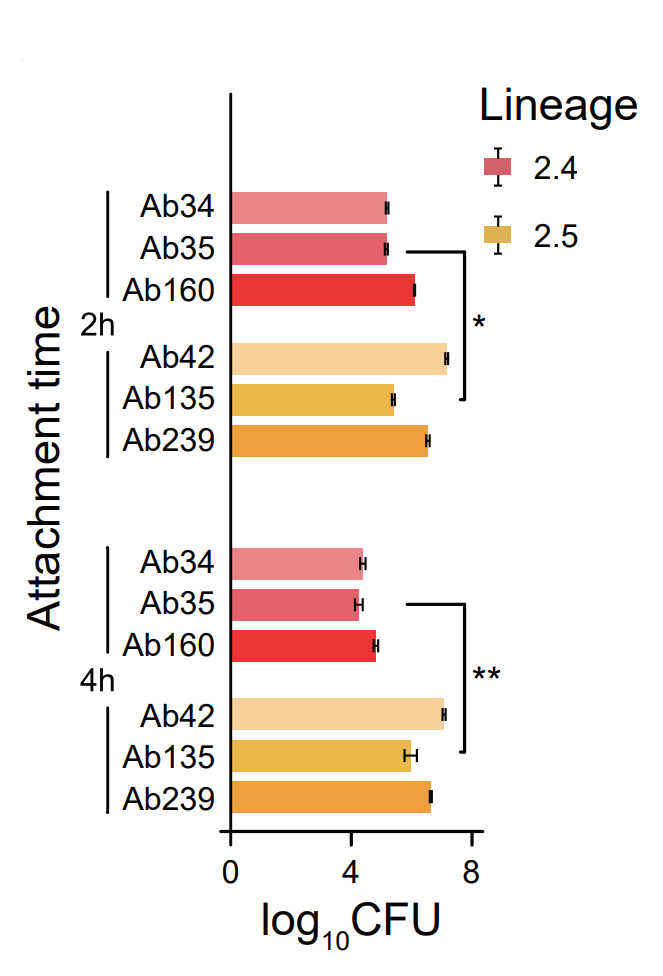 Lineage
2.4
2.5
Attachment time
2h
Ab34
Ab35
Ab160
Ab42
Ab135
Ab239
*
4h
Ab34
Ab35
Ab160
Ab42
Ab135
Ab239
**
0 4 8
log₁₀CFU